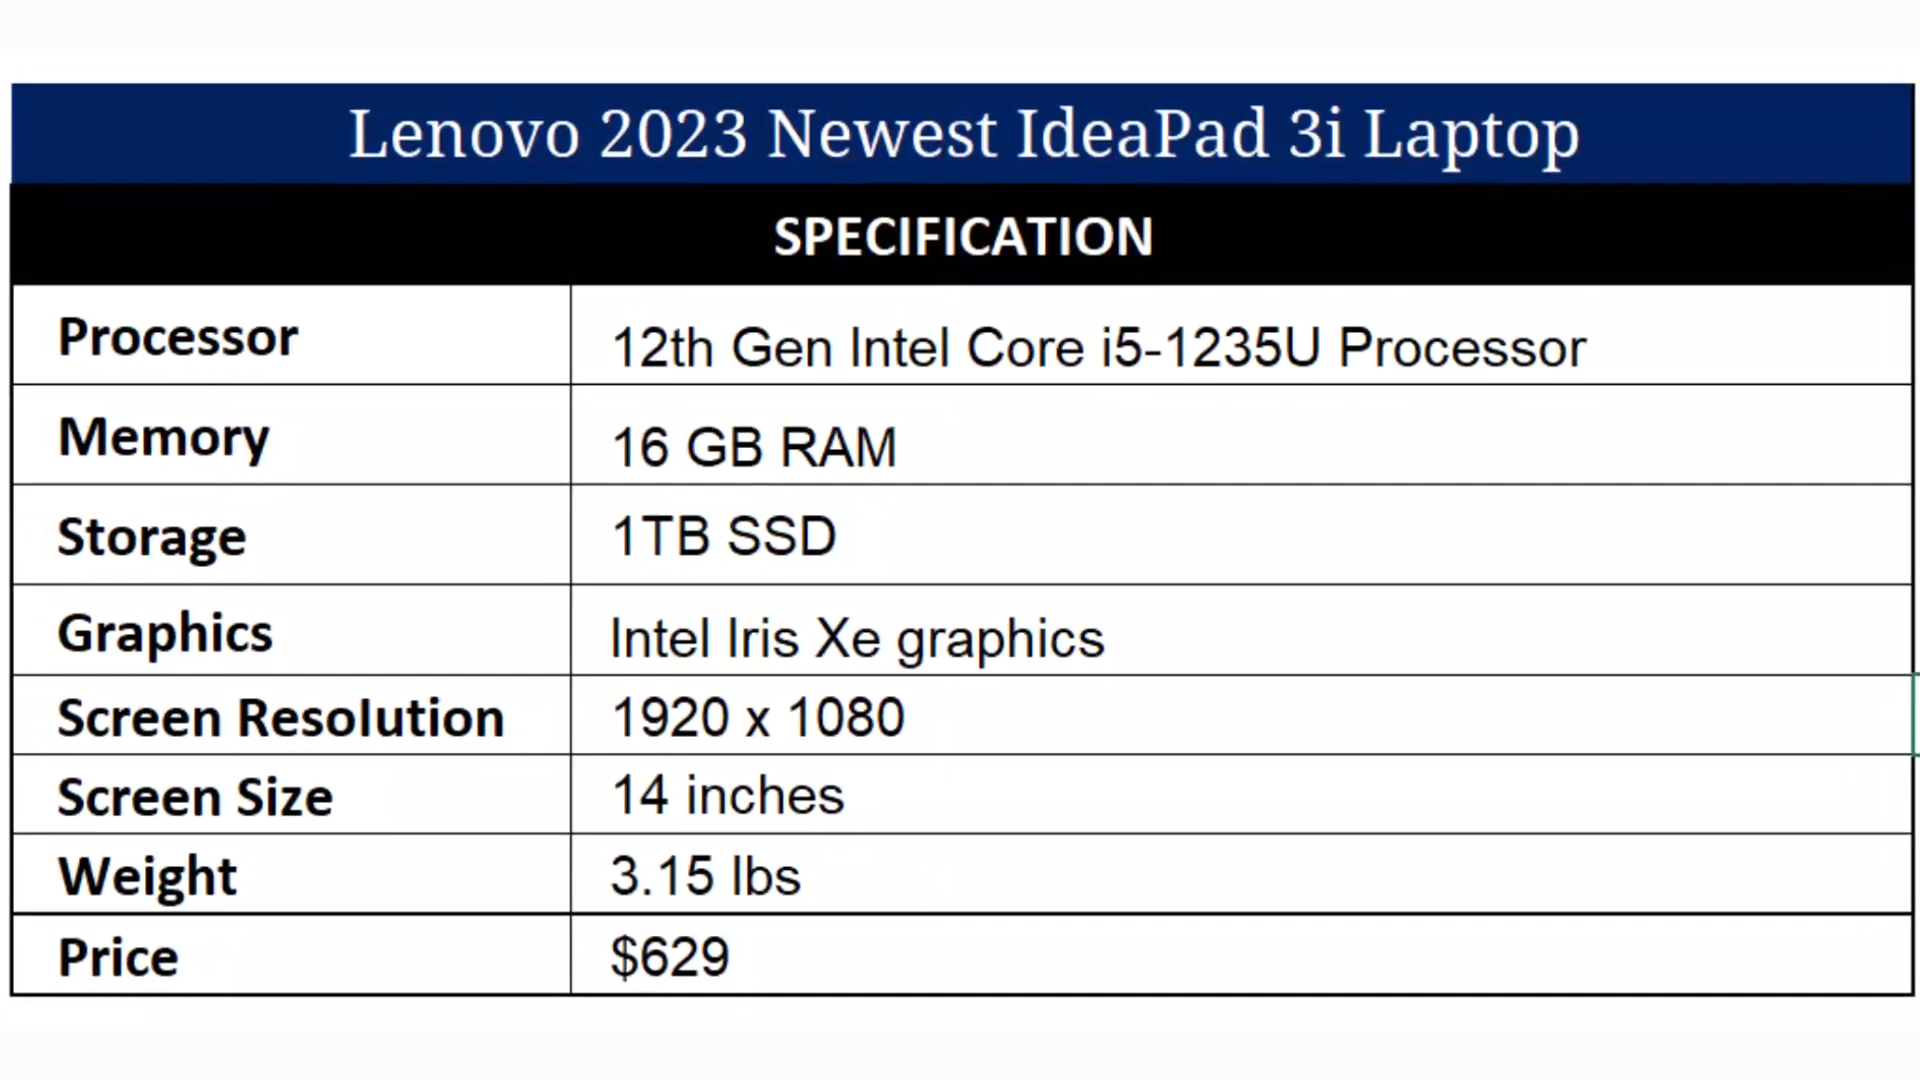 Lenovo 2023 Newest IdeaPad 3i Laptop
SPECIFICATION
Processor 12th Gen Intel Core i5-1235U Processor
Memory 16 GB RAM
Storage 1TB SSD
Graphics Intel Iris Xe graphics
Screen Resolution 1920 x 1080
Screen Size 14 inches
Weight 3.15 lbs
Price $629